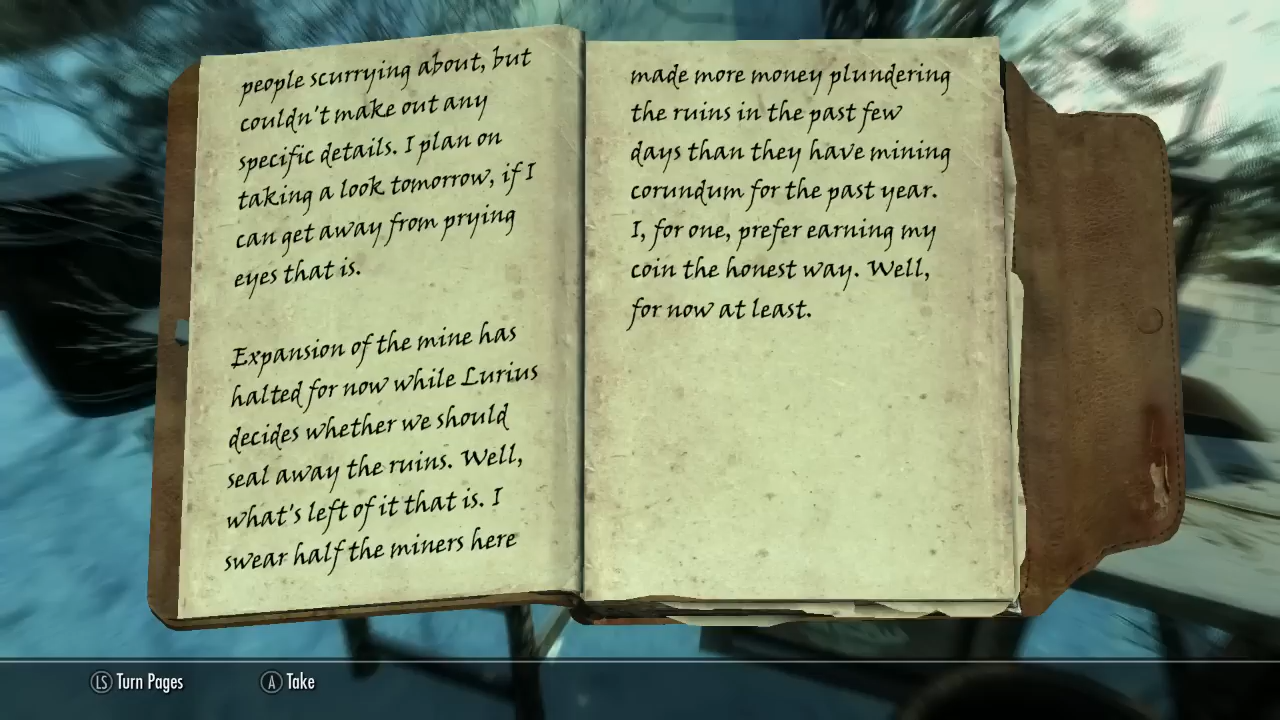 people scurrying about, but
couldn't make out any
specific details. I plan on
taking a look tomorrow, if I
can get away from prying
eyes that is.
Expansion of the mine has
halted for now while Lurius
decides whether we should
seal away the ruins. Well,
what's left of it that is. I
swear half the miners here
made more money plundering
the ruins in the past few
days than they have mining
corundum for the past year.
I, for one, prefer earning my
coin the honest way. Well,
for now at least.
LS Turn Pages
A Take